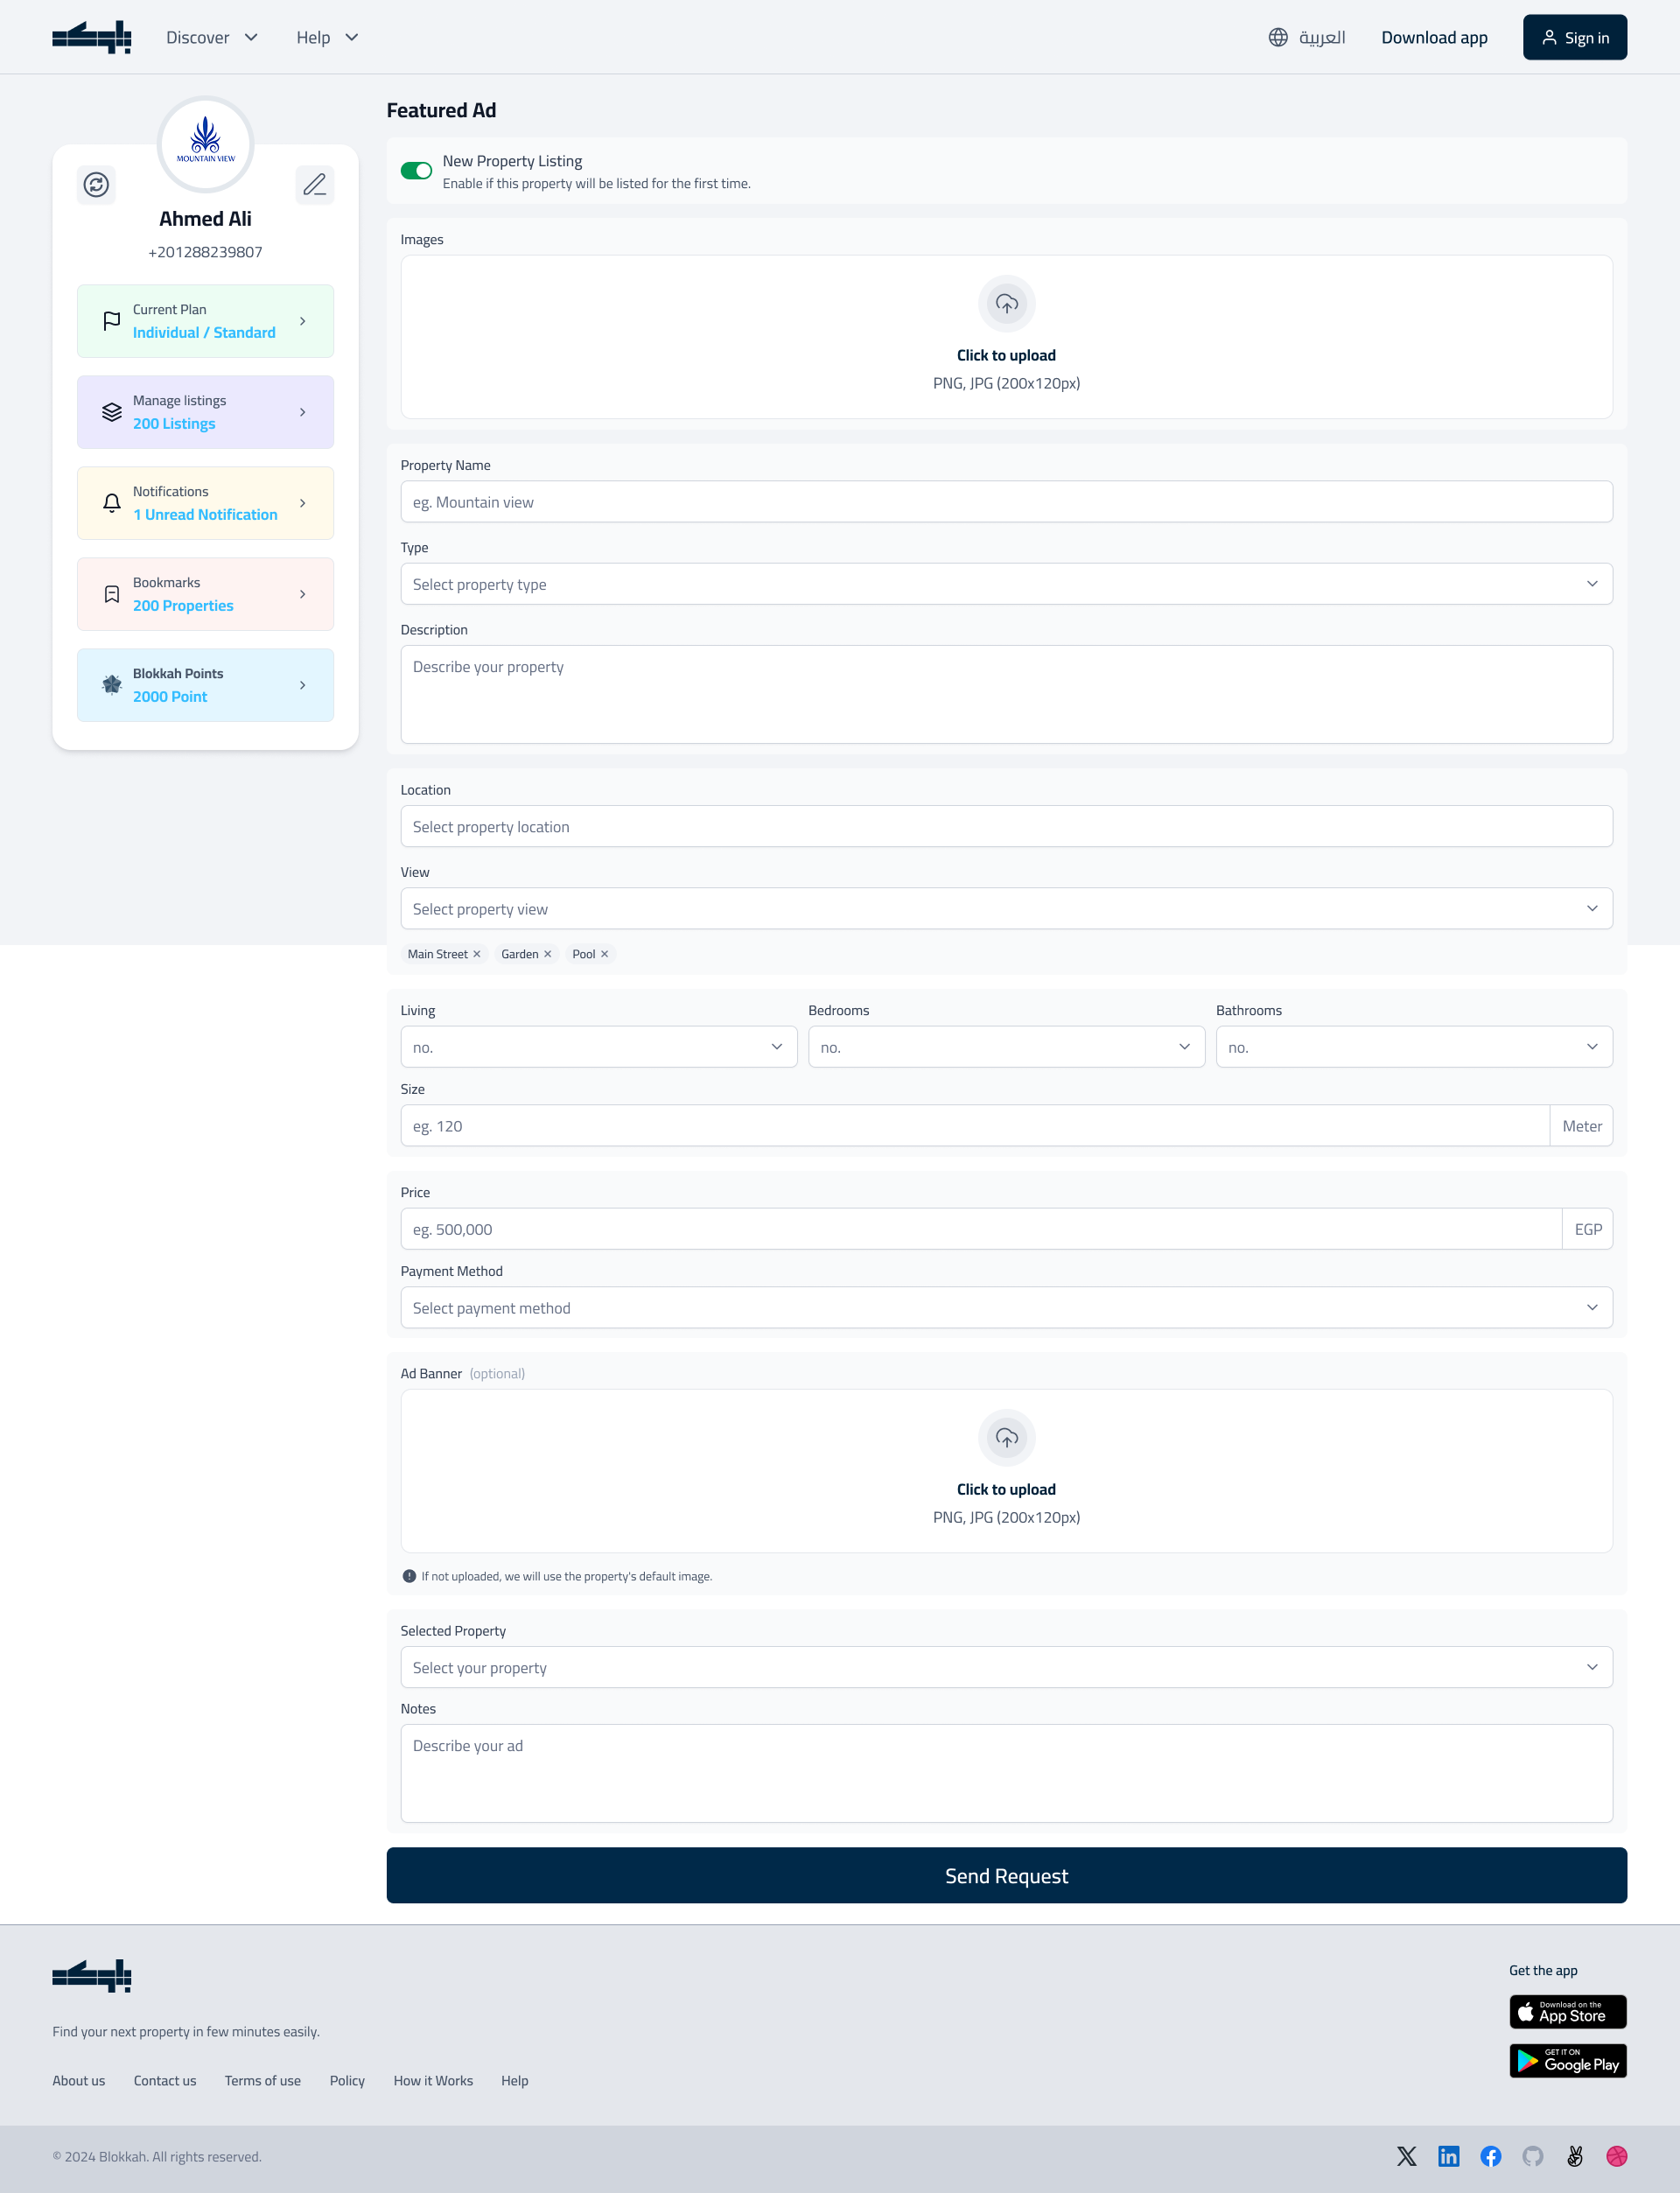 بلوكه!
Discover
Help
العربية
Download app
Sign in
MOUNTAIN VIEW
Ahmed Ali
+201288239807
Current Plan
Individual / Standard
Manage listings
200 Listings
Notifications
1 Unread Notification
Bookmarks
200 Properties
Blokkah Points
2000 Point
Featured Ad
New Property Listing
Enable if this property will be listed for the first time.
Images
Click to upload
PNG, JPG (200x120px)
Property Name
eg. Mountain view
Type
Select property type
Description
Describe your property
Location
Select property location
View
Select property view
Main Street
Garden
Pool
Living
Bedrooms
Bathrooms
no.
no.
no.
Size
eg. 120
Meter
Price
eg. 500,000
EGP
Payment Method
Select payment method
Ad Banner (optional)
Click to upload
PNG, JPG (200x120px)
If not uploaded, we will use the property's default image.
Selected Property
Select your property
Notes
Describe your ad
Send Request
بلوكه!
Find your next property in few minutes easily.
About us
Contact us
Terms of use
Policy
How it Works
Help
Get the app
Download on the
App Store
GET IT ON
Google Play
© 2024 Blokkah. All rights reserved.